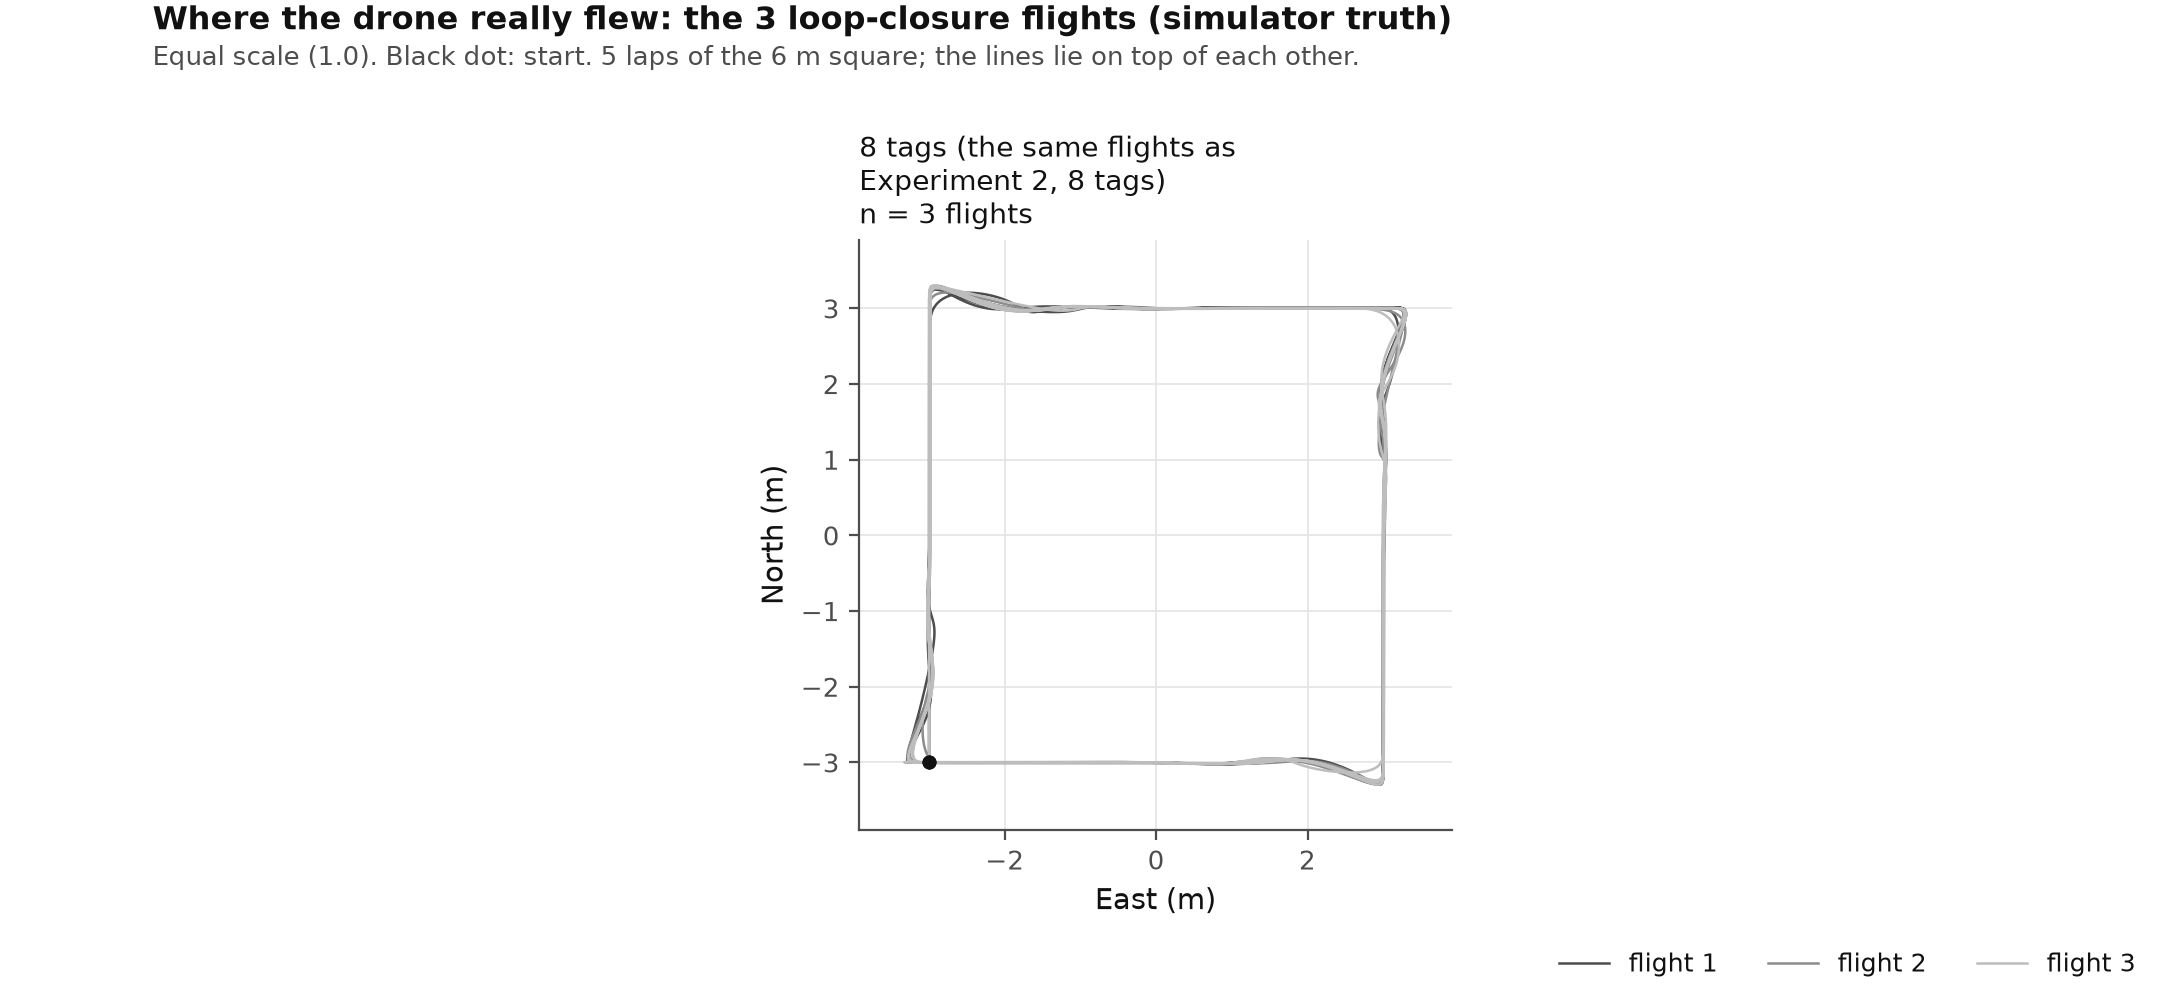 Where the drone really flew: the 3 loop-closure flights (simulator truth)
Equal scale (1.0). Black dot: start. 5 laps of the 6 m square; the lines lie on top of each other.
8 tags (the same flights as
Experiment 2, 8 tags)
n = 3 flights
North (m)
3
2
1
0
−1
−2
−3
−2
0
2
East (m)
flight 1
flight 2
flight 3